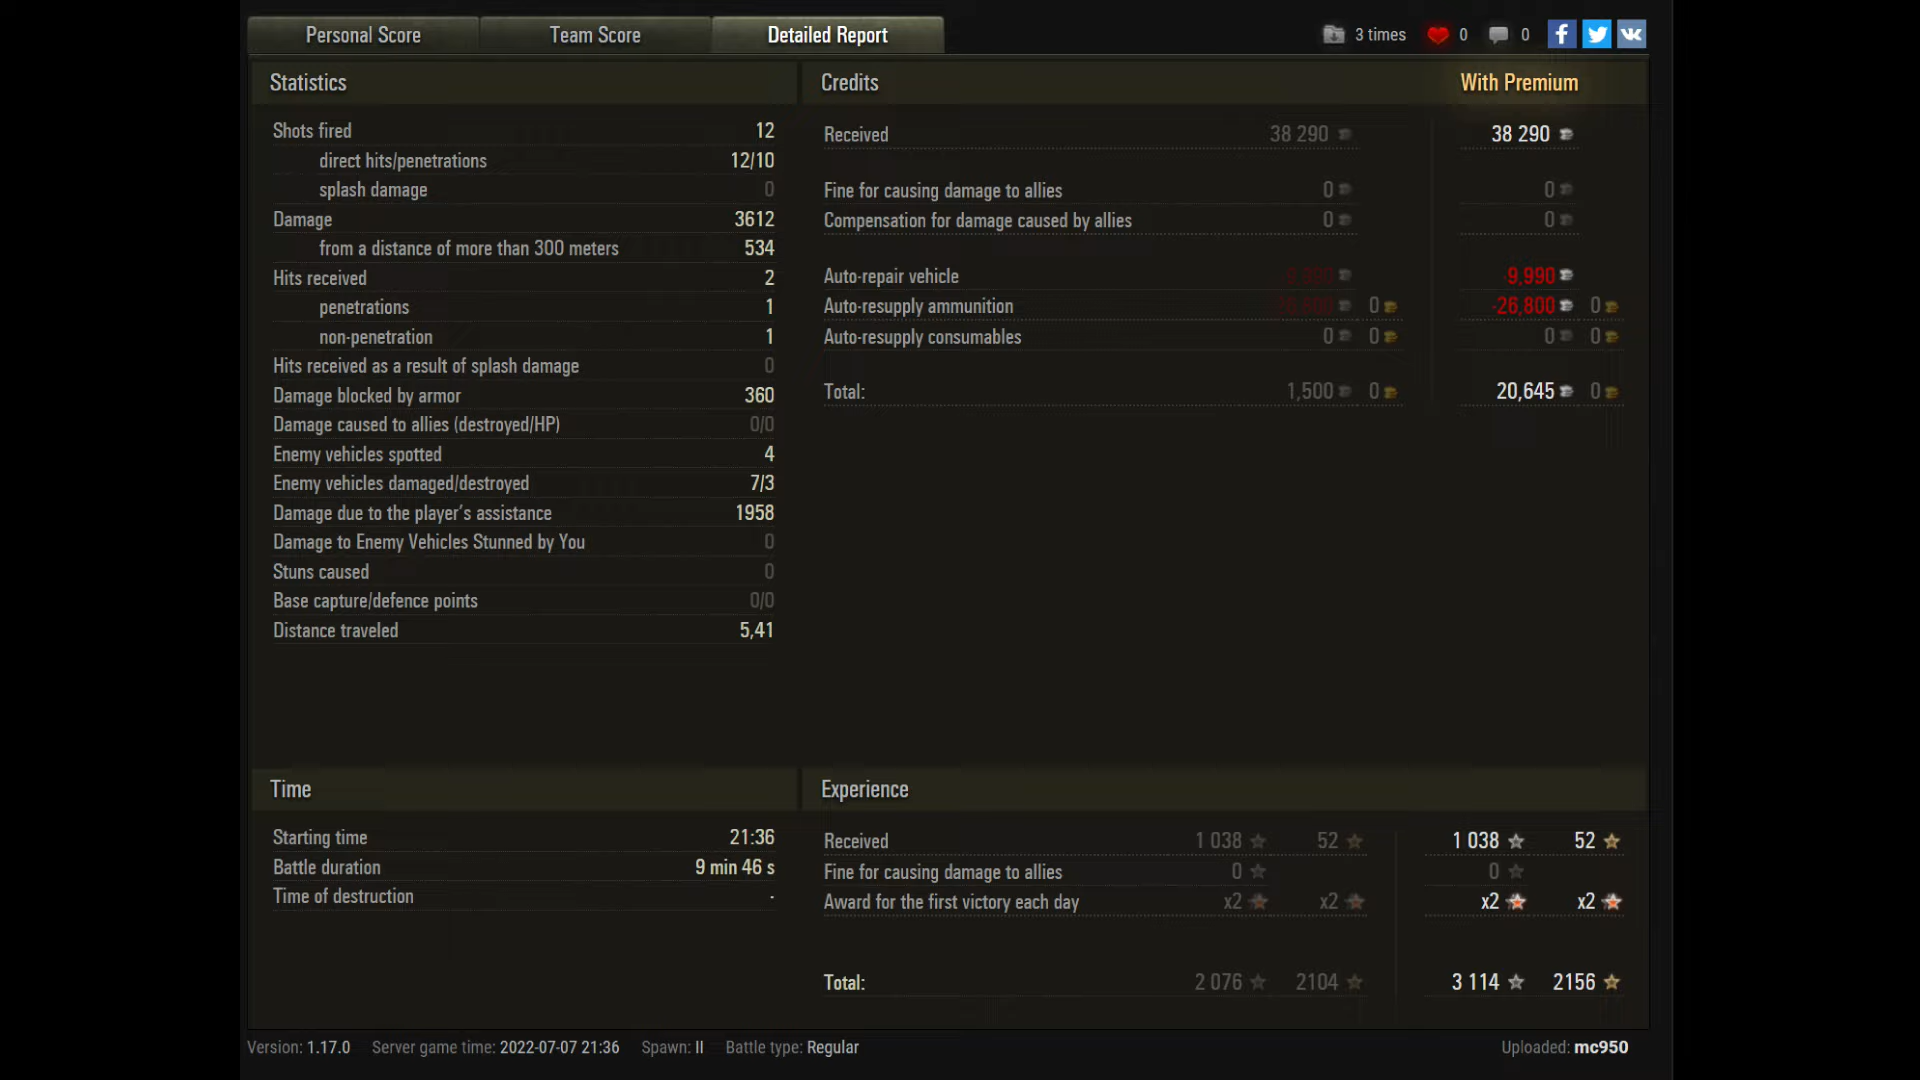 Personal Score Team Score Detailed Report 3 times 0 0
Statistics
Shots fired 12
direct hits/penetrations 12/10
splash damage 0
Damage 3612
from a distance of more than 300 meters 534
Hits received 2
penetrations 1
non-penetration 1
Hits received as a result of splash damage 0
Damage blocked by armor 360
Damage caused to allies (destroyed/HP) 0/0
Enemy vehicles spotted 4
Enemy vehicles damaged/destroyed 7/3
Damage due to the player's assistance 1958
Damage to Enemy Vehicles Stunned by You 0
Stuns caused 0
Base capture/defence points 0/0
Distance traveled 5,41
Credits With Premium
Received 38 290 38 290
Fine for causing damage to allies 0 0
Compensation for damage caused by allies 0 0
Auto-repair vehicle -9,990 -9,990
Auto-resupply ammunition -26,800 0 -26,800 0
Auto-resupply consumables 0 0 0 0
Total: 1,500 0 20,645 0
Time
Starting time 21:36
Battle duration 9 min 46 s
Time of destruction -
Experience
Received 1 038 52 1 038 52
Fine for causing damage to allies 0 0
Award for the first victory each day x2 x2 x2 x2
Total: 2 076 2104 3 114 2156
Version: 1.17.0 Server game time: 2022-07-07 21:36 Spawn: II Battle type: Regular Uploaded: mc950